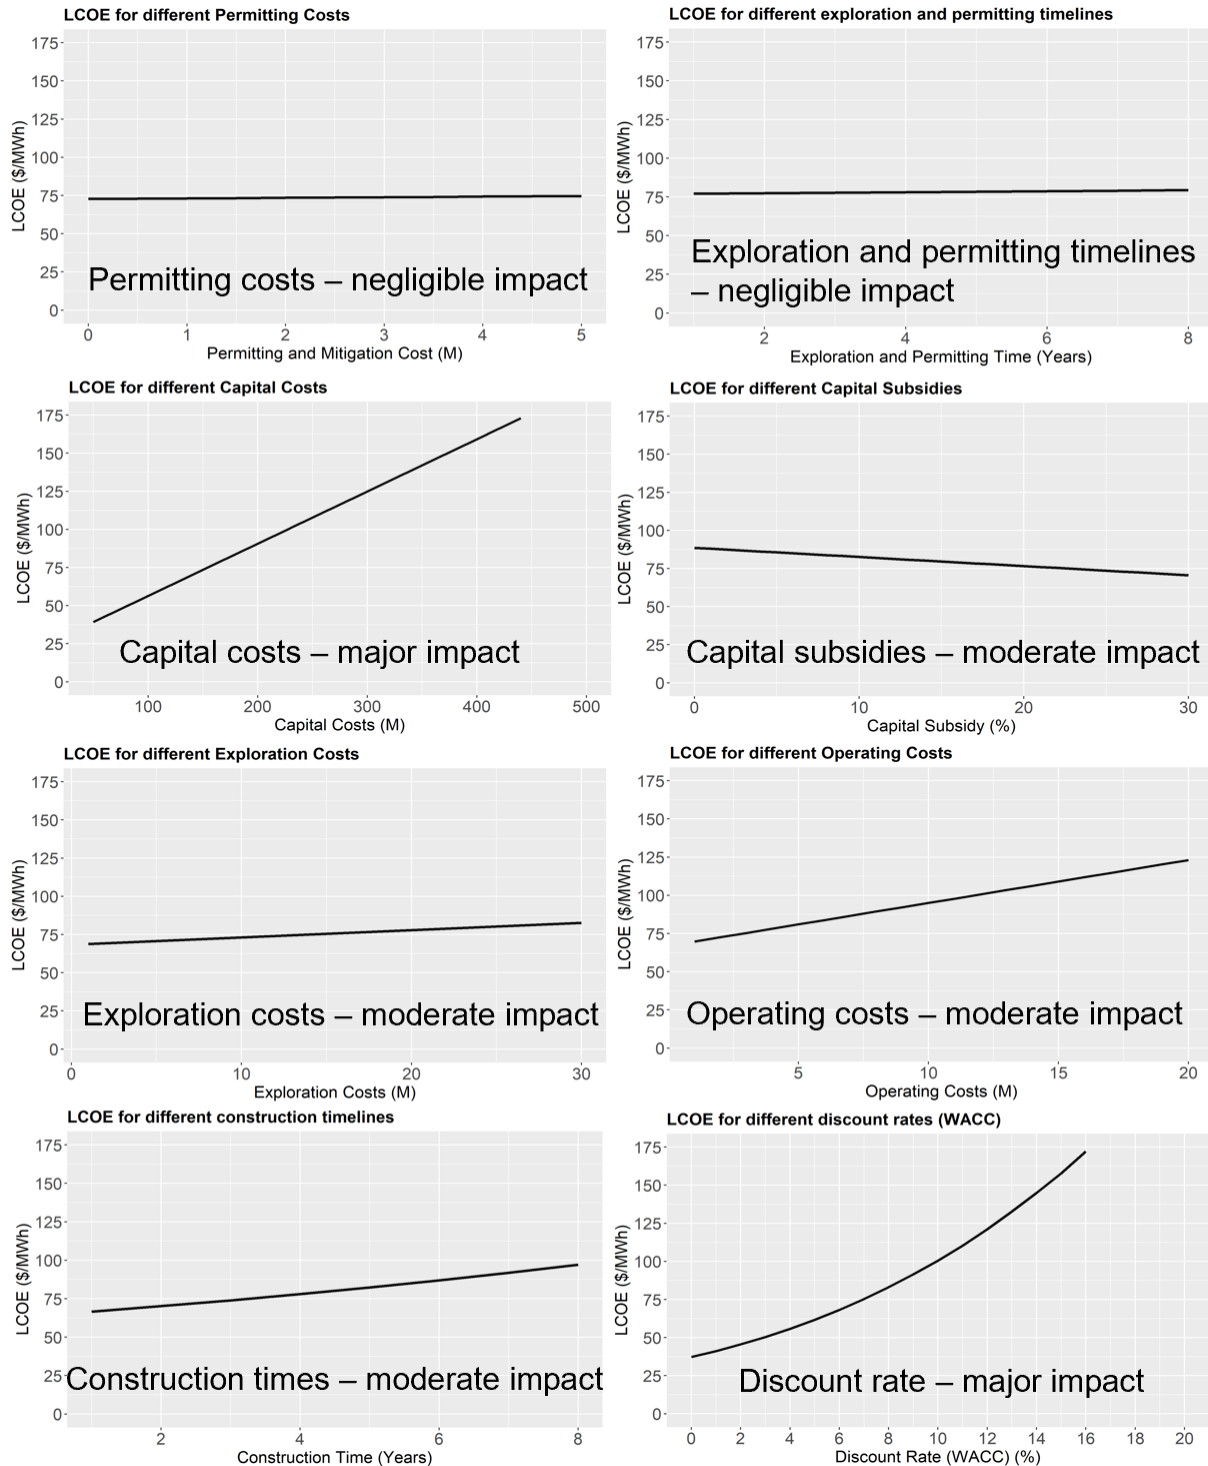 LCOE for different Permitting Costs
175
150
125
100
75
50
25
0
LCOE ($/MWh)
Permitting costs – negligible impact
0 1 2 3 4 5
Permitting and Mitigation Cost (M)
LCOE for different exploration and permitting timelines
175
150
125
100
75
50
25
0
LCOE ($/MWh)
Exploration and permitting timelines
– negligible impact
2 4 6 8
Exploration and Permitting Time (Years)
LCOE for different Capital Costs
175
150
125
100
75
50
25
0
LCOE ($/MWh)
Capital costs – major impact
100 200 300 400 500
Capital Costs (M)
LCOE for different Capital Subsidies
175
150
125
100
75
50
25
0
LCOE ($/MWh)
Capital subsidies – moderate impact
0 10 20 30
Capital Subsidy (%)
LCOE for different Exploration Costs
175
150
125
100
75
50
25
0
LCOE ($/MWh)
Exploration costs – moderate impact
0 10 20 30
Exploration Costs (M)
LCOE for different Operating Costs
175
150
125
100
75
50
25
0
LCOE ($/MWh)
Operating costs – moderate impact
5 10 15 20
Operating Costs (M)
LCOE for different construction timelines
175
150
125
100
75
50
25
0
LCOE ($/MWh)
Construction times – moderate impact
2 4 6 8
Construction Time (Years)
LCOE for different discount rates (WACC)
175
150
125
100
75
50
25
0
LCOE ($/MWh)
Discount rate – major impact
0 2 4 6 8 10 12 14 16 18 20
Discount Rate (WACC) (%)